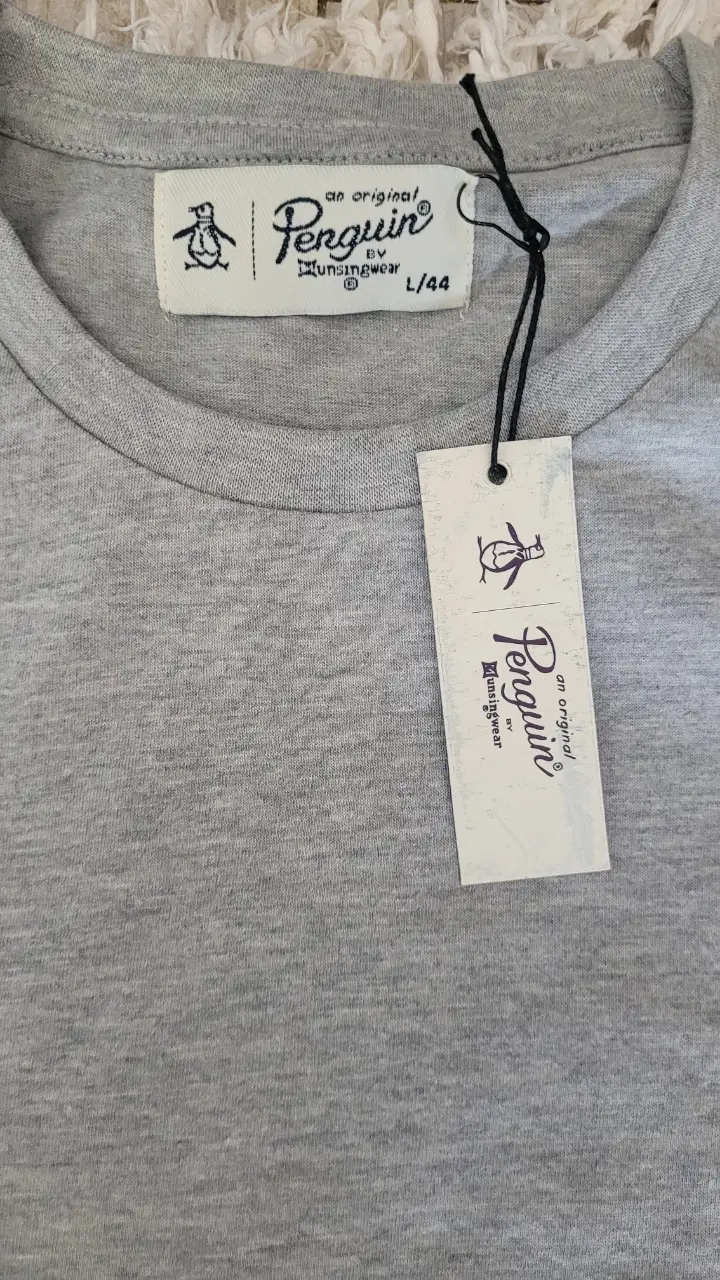 an original
Penguin®
BY
Munsingwear
®
L/44
an original
Penguin®
BY
Munsingwear
®